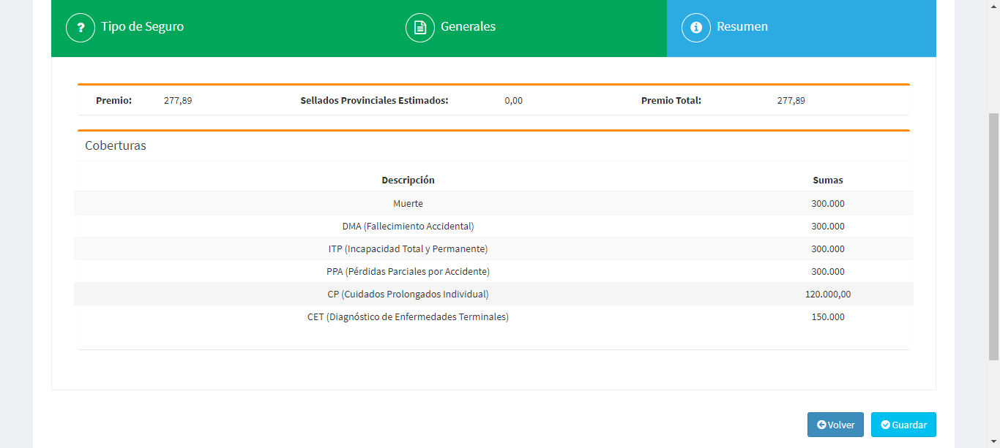 ? Tipo de Seguro Generales Resumen
Premio: 277,89 Sellados Provinciales Estimados: 0,00 Premio Total: 277,89
Coberturas
Descripción Sumas
Muerte 300.000
DMA (Fallecimiento Accidental) 300.000
ITP (Incapacidad Total y Permanente) 300.000
PPA (Pérdidas Parciales por Accidente) 300.000
CP (Cuidados Prolongados Individual) 120.000,00
CET (Diagnóstico de Enfermedades Terminales) 150.000
Volver Guardar